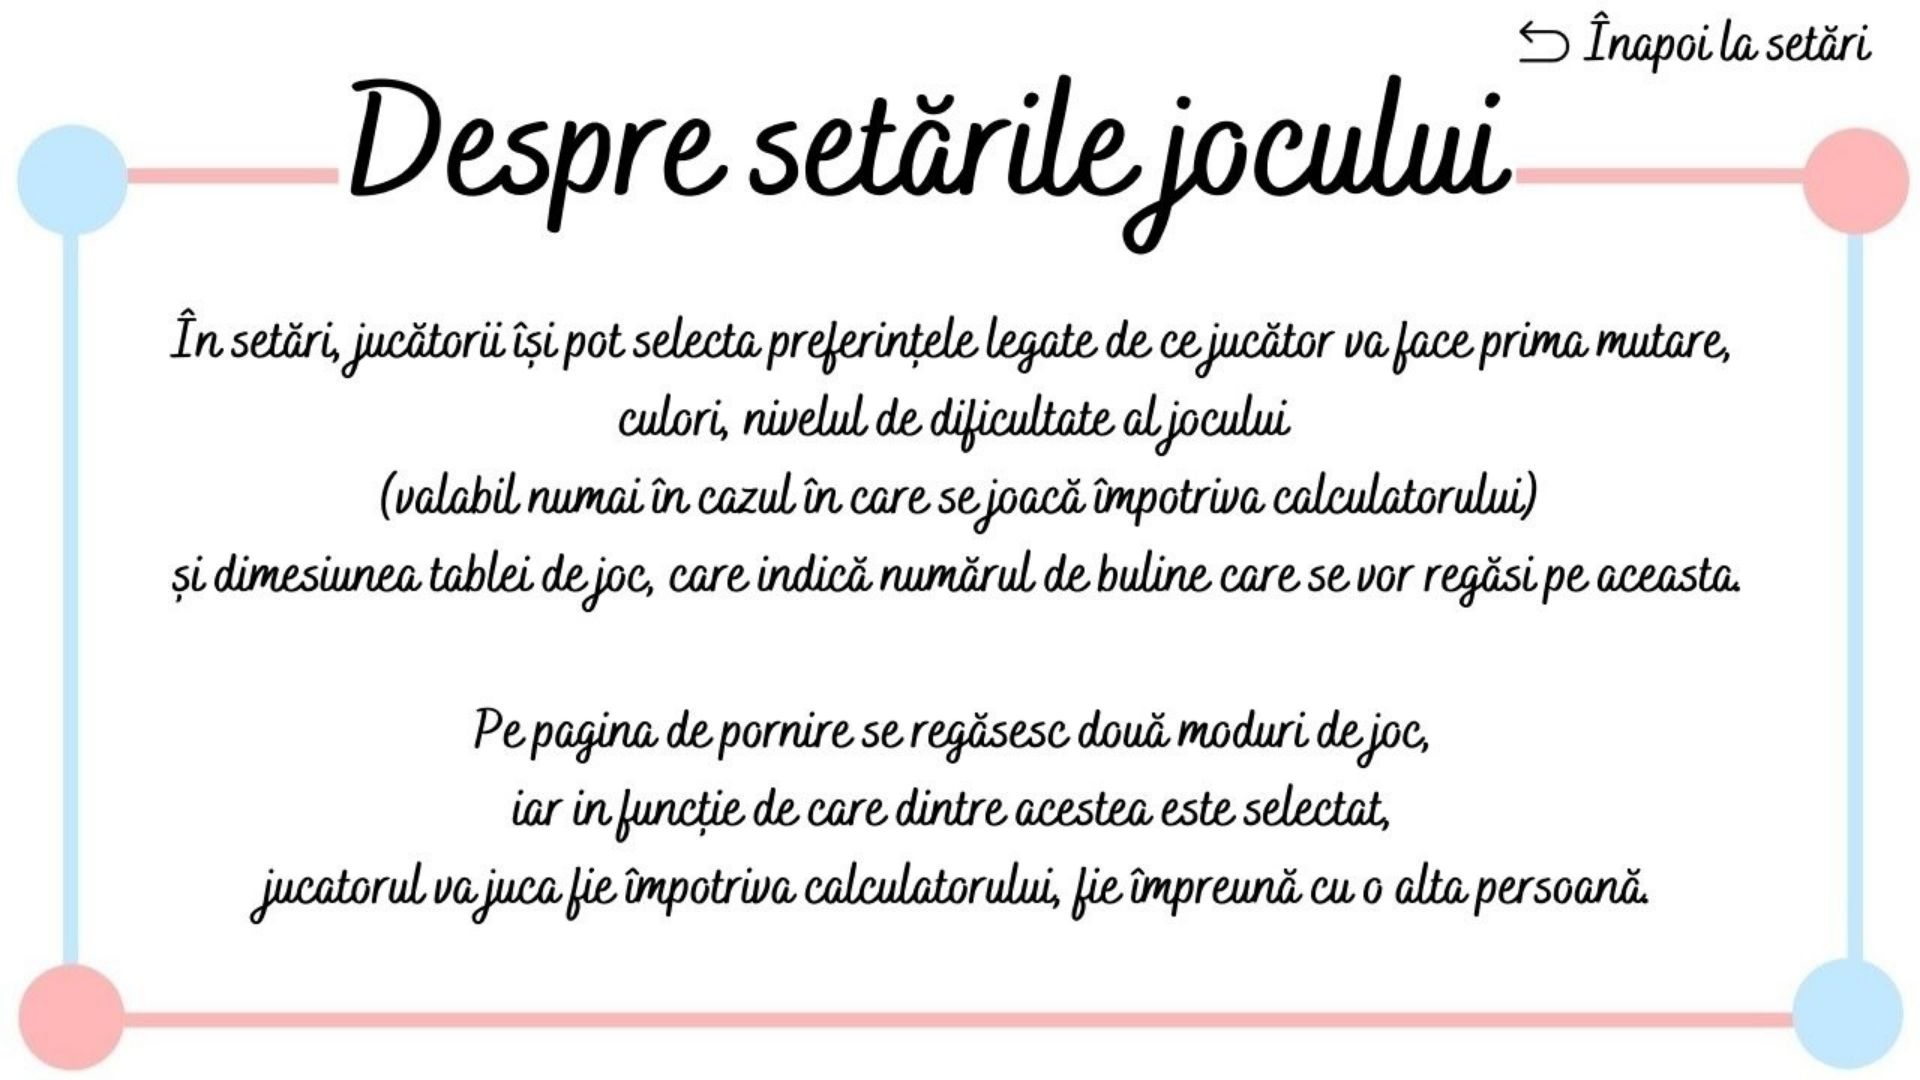 Înapoi la setări
Despre setările jocului
În setări, jucătorii își pot selecta preferințele legate de ce jucător va face prima mutare,
culori, nivelul de dificultate al jocului
(valabil numai în cazul în care se joacă împotriva calculatorului)
și dimesiunea tablei de joc, care indică numărul de buline care se vor regăsi pe aceasta.
Pe pagina de pornire se regăsesc două moduri de joc,
iar in funcție de care dintre acestea este selectat,
jucatorul va juca fie împotriva calculatorului, fie împreună cu o alta persoană.